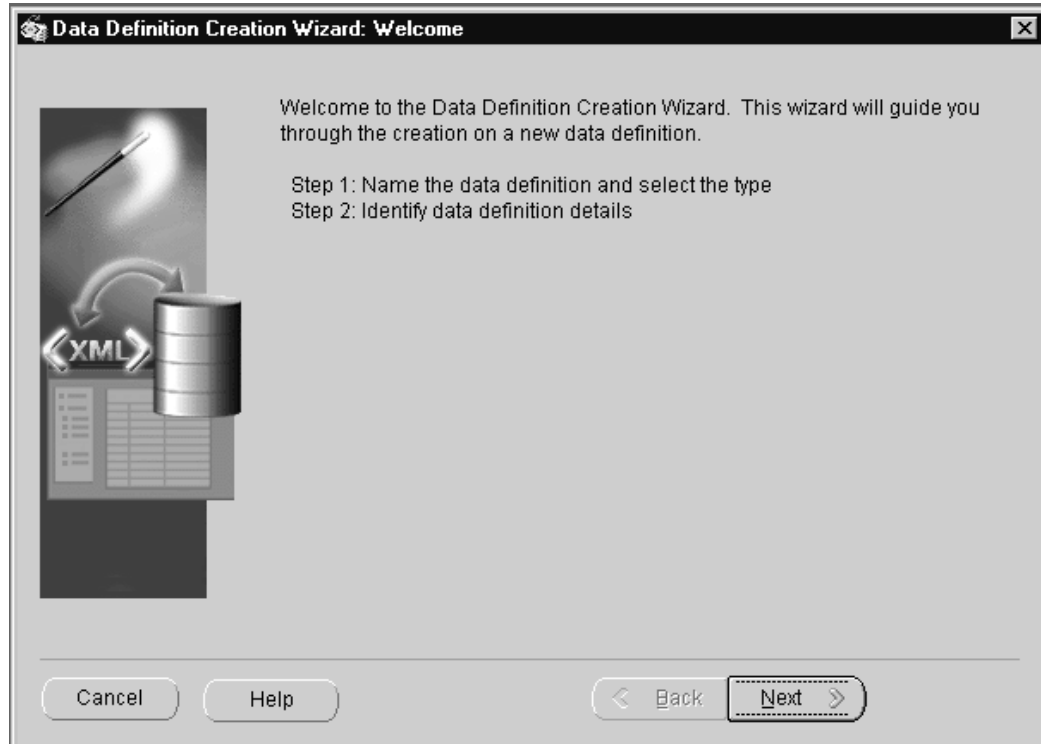 Data Definition Creation Wizard: Welcome
Welcome to the Data Definition Creation Wizard. This wizard will guide you
through the creation on a new data definition.
Step 1: Name the data definition and select the type
Step 2: Identify data definition details
<XML>
Cancel
Help
Back
Next